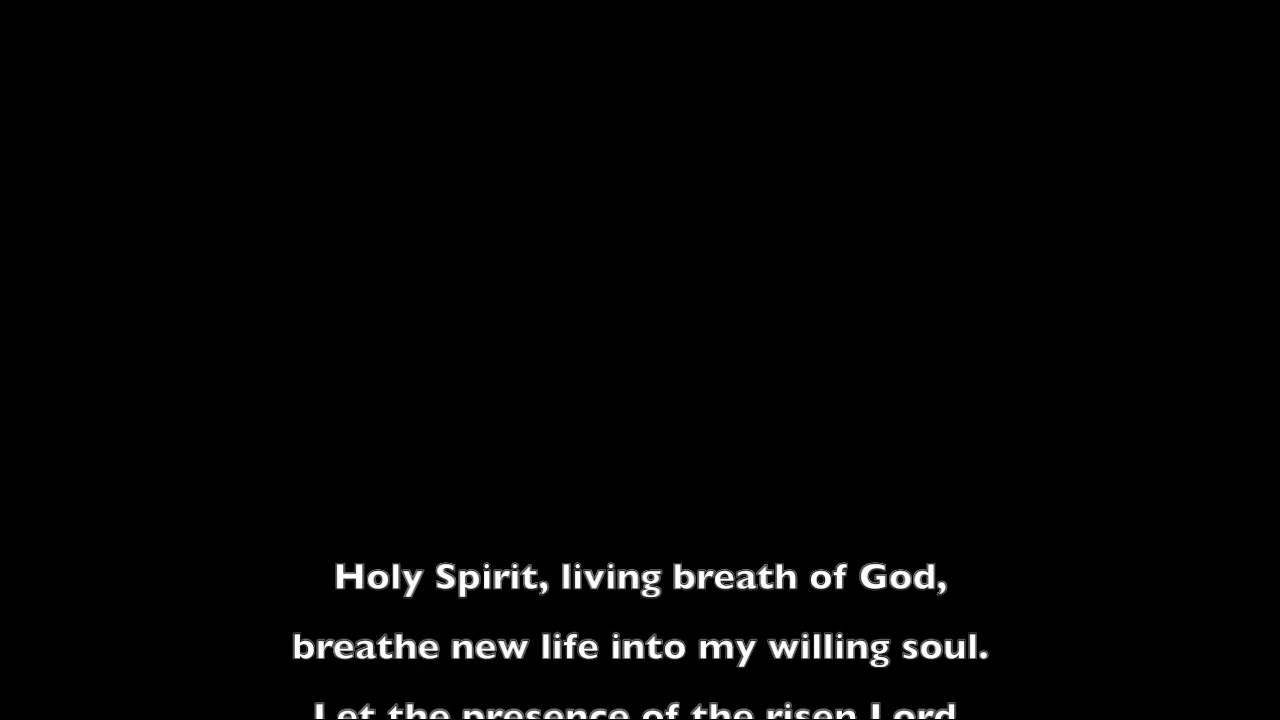 Holy Spirit, living breath of God,
breathe new life into my willing soul.
Let the presence of the risen Lord